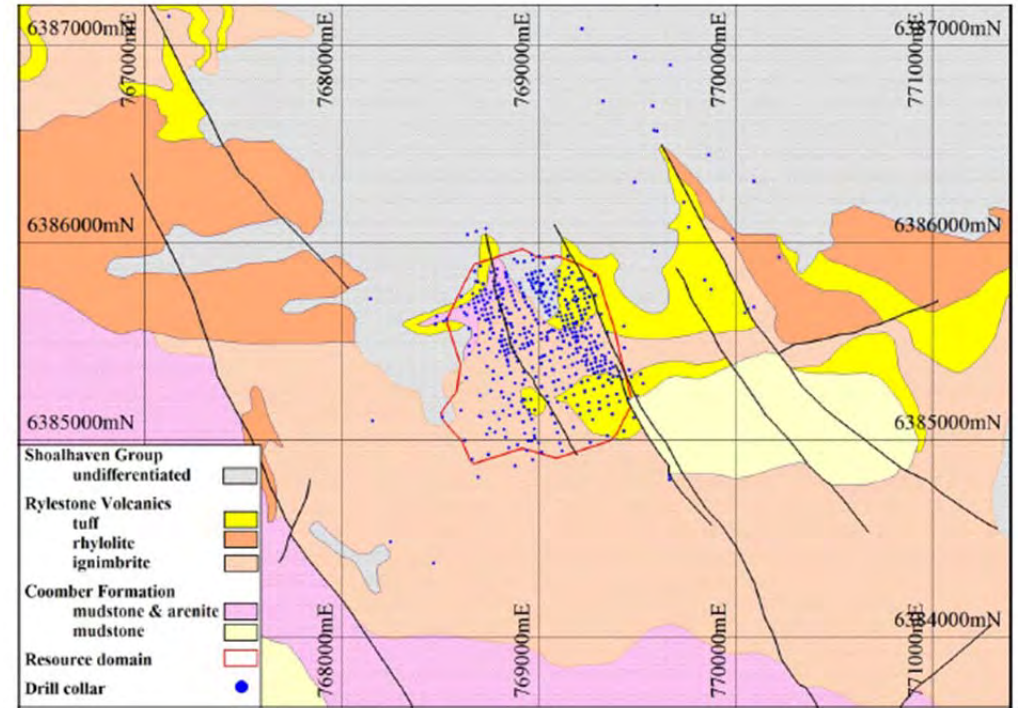 6387000mN
6387000mN
767000mE
768000mE
769000mE
770000mE
771000mE
6386000mN
6386000mN
6385000mN
6385000mN
Shoalhaven Group
undifferentiated
Rylestone Volcanics
tuff
rhylolite
ignimbrite
Coomber Formation
mudstone & arenite
mudstone
Resource domain
Drill collar
6384000mN
768000mE
769000mE
770000mE
771000mE